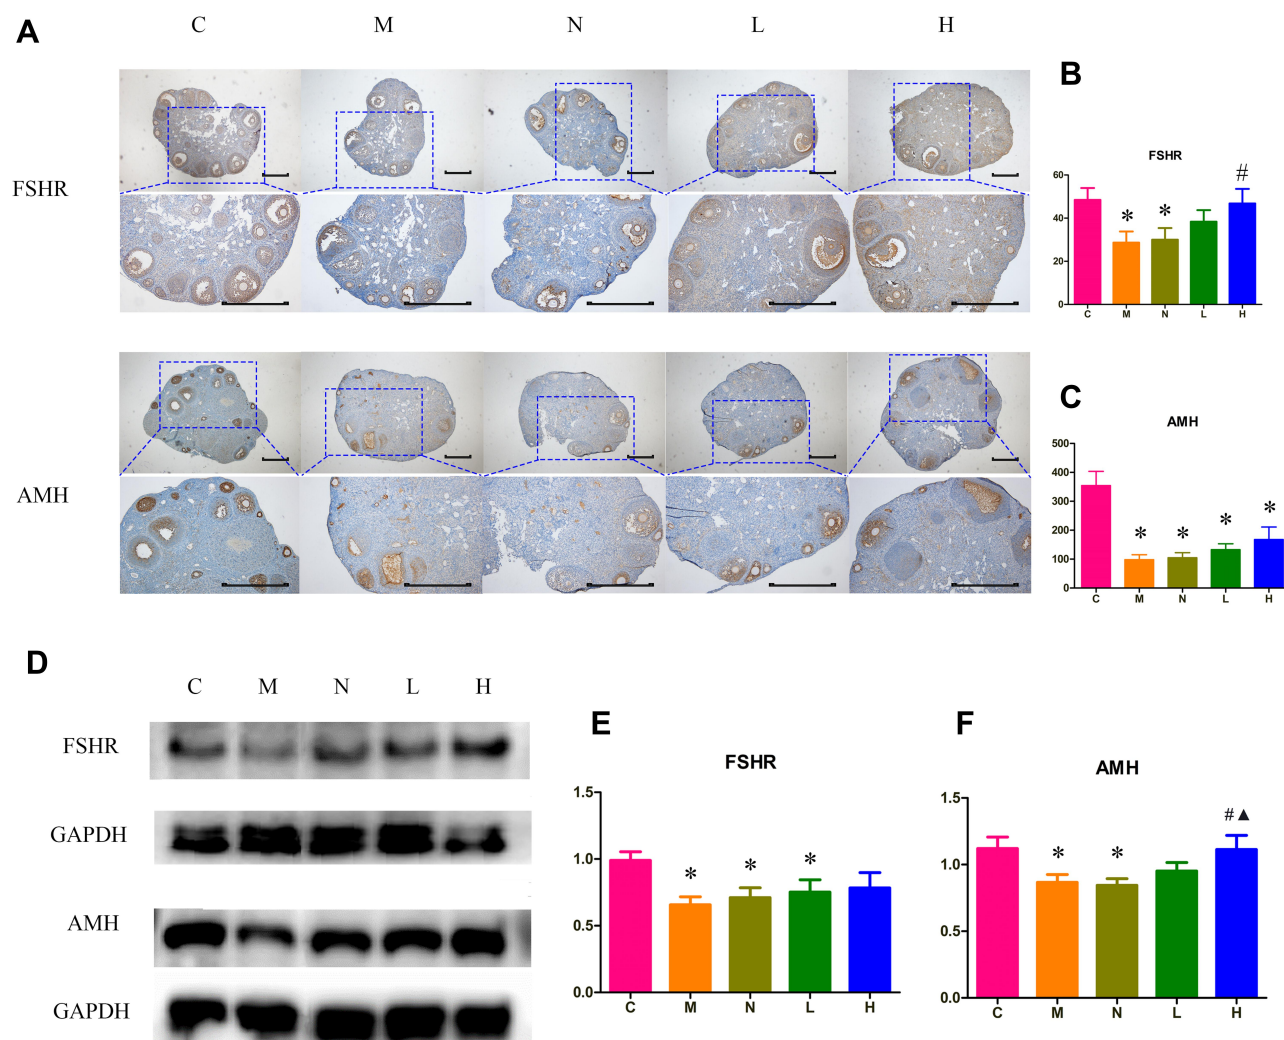 A
C M N L H
FSHR
AMH
B
FSHR
#
60
* *
40
20
0
C M N L H
C
AMH
500
400
300
200
* * * *
100
0
C M N L H
D
C M N L H
FSHR
GAPDH
AMH
GAPDH
E
FSHR
1.5
1.0
* * *
0.5
0.0
C M N L H
F
AMH
1.5
#▲
* *
1.0
0.5
0.0
C M N L H